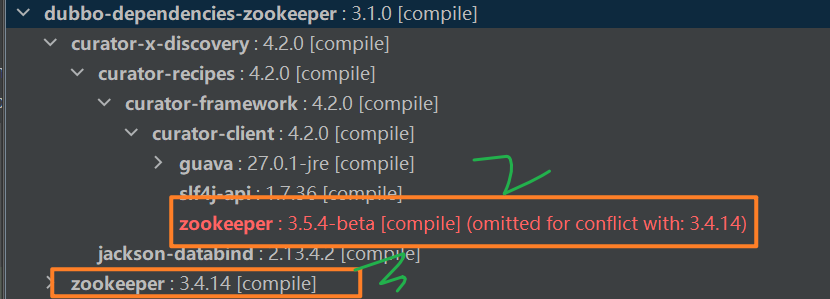 dubbo-dependencies-zookeeper : 3.1.0 [compile]
curator-x-discovery : 4.2.0 [compile]
curator-recipes : 4.2.0 [compile]
curator-framework : 4.2.0 [compile]
curator-client : 4.2.0 [compile]
guava : 27.0.1-jre [compile]
slf4j-api : 1.7.36 [compile]
zookeeper : 3.5.4-beta [compile] (omitted for conflict with: 3.4.14)
jackson-databind : 2.13.4.2 [compile]
zookeeper : 3.4.14 [compile]